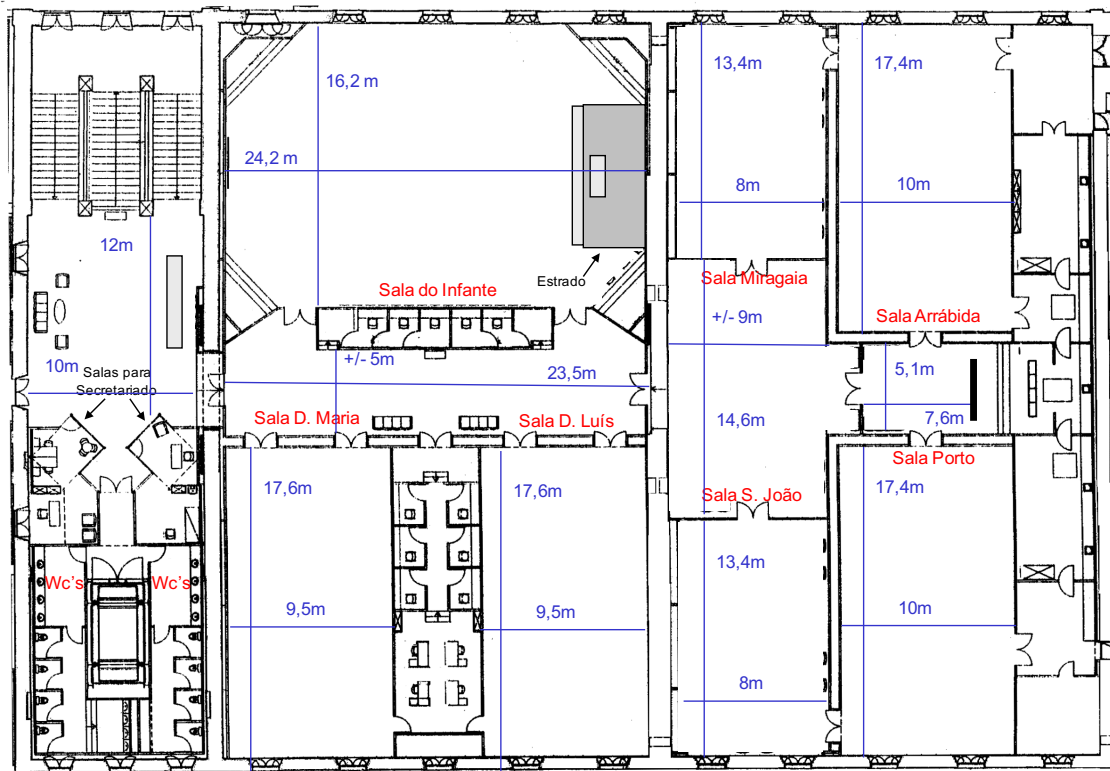 16,2 m
24,2 m
Estrado
Sala do Infante
13,4m
8m
Sala Miragaia
17,4m
10m
Sala Arrábida
12m
10m
Salas para
Secretariado
+/- 5m
23,5m
Sala D. Maria
Sala D. Luís
+/- 9m
14,6m
Sala S. João
5,1m
7,6m
Sala Porto
17,4m
10m
17,6m
9,5m
17,6m
9,5m
13,4m
8m
Wc's
Wc's